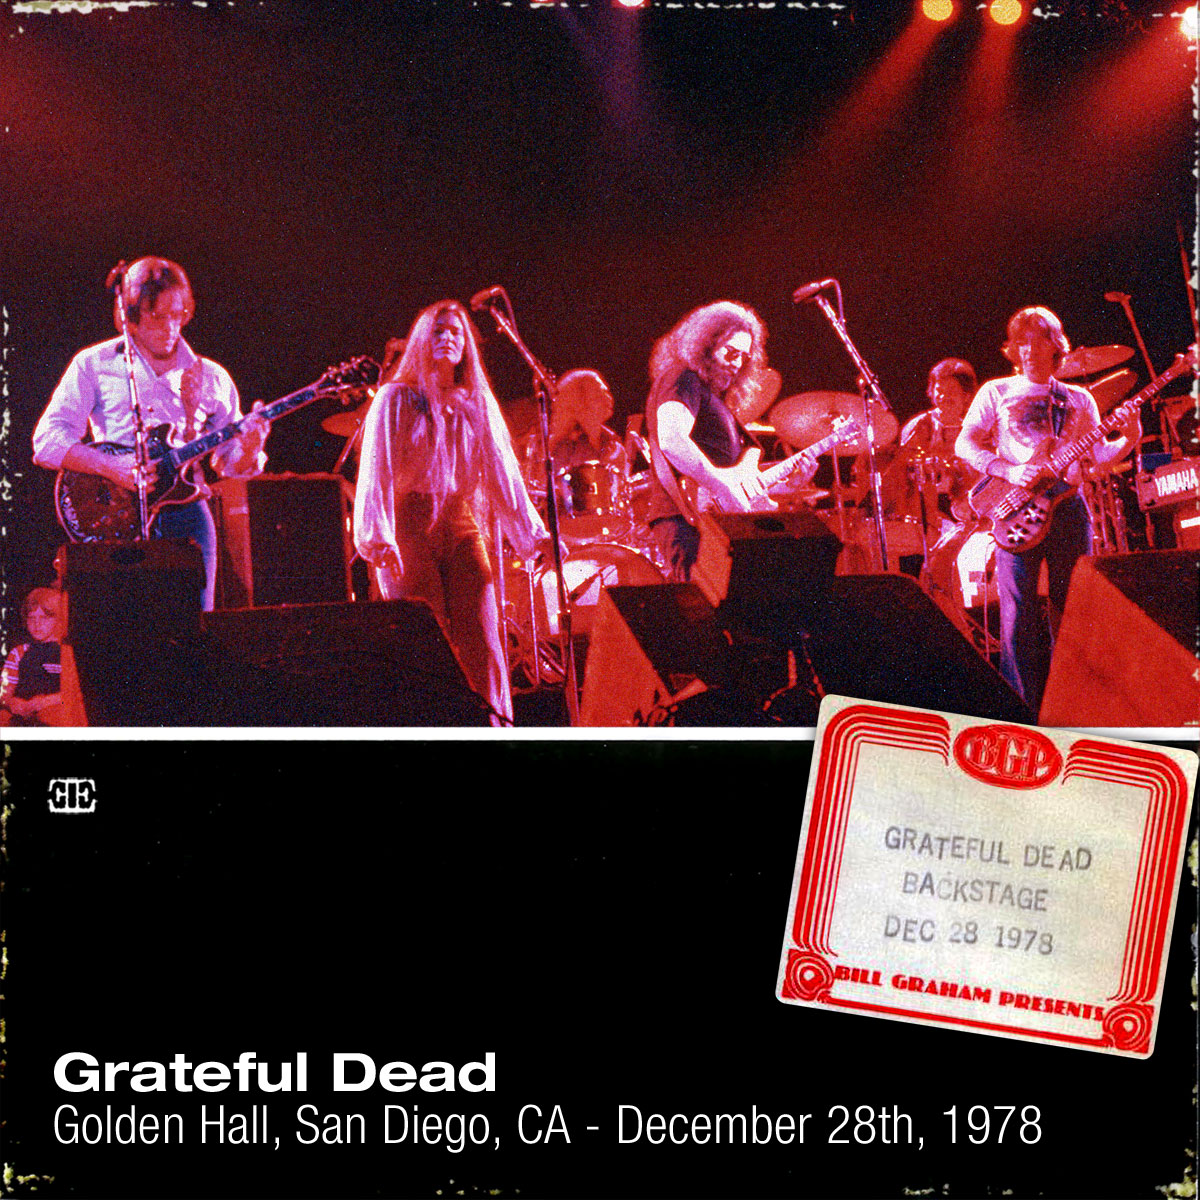 YAMAHA
BGP
GRATEFUL DEAD
BACKSTAGE
DEC 28 1978
BILL GRAHAM PRESENTS
Grateful Dead
Golden Hall, San Diego, CA - December 28th, 1978